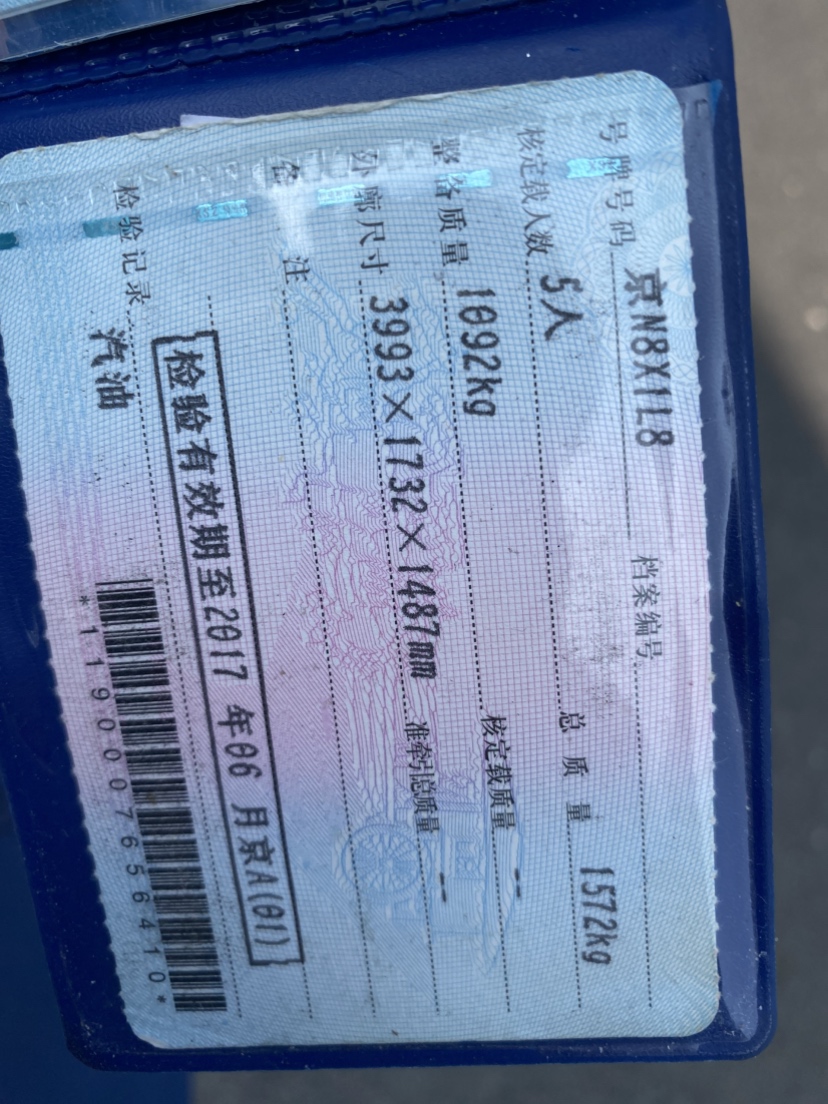 号牌号码 京N8X1L8 档案编号
核定载人数 5人 总质量 1572kg
整备质量 1092kg 核定载质量 --
外廓尺寸 3993×1732×1487mm 准牵引总质量 --
备注
检验有效期至2017年06月京A(01)
检验记录
汽油
*1190007656410*